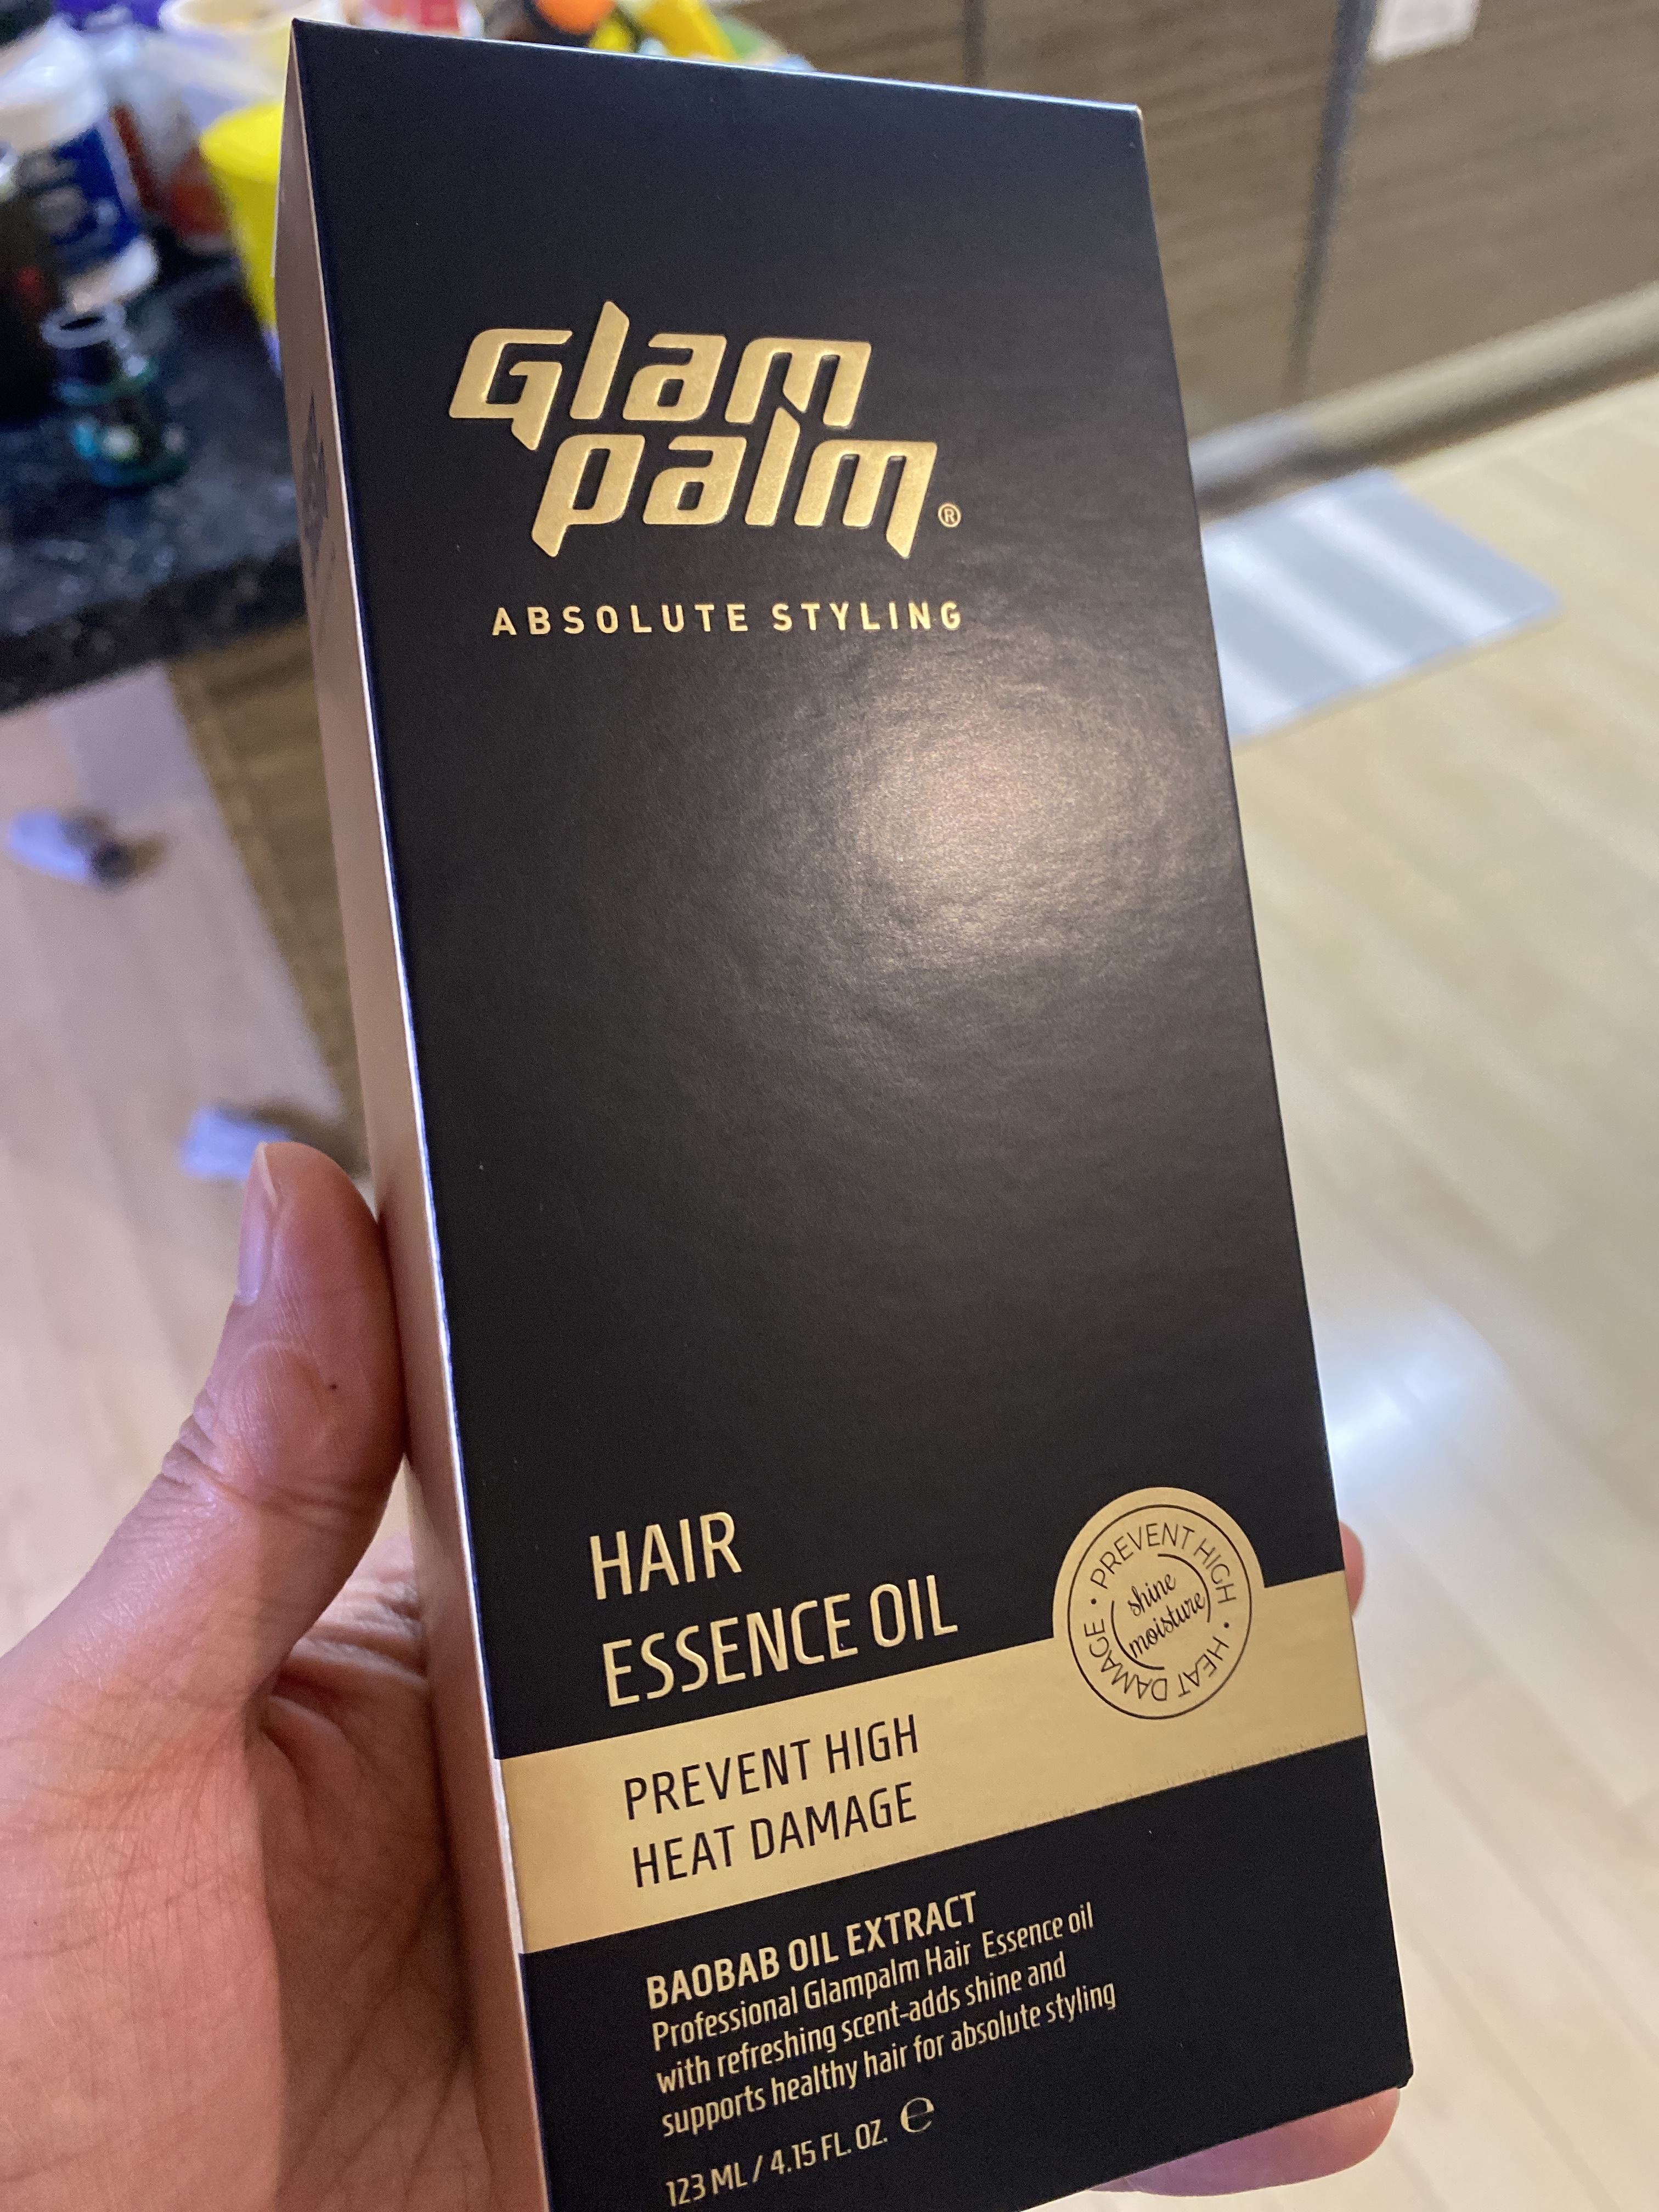 Glam
palm®
ABSOLUTE STYLING
HAIR
ESSENCE OIL
PREVENT HIGH • HEAT DAMAGE •
shine
moisture
PREVENT HIGH
HEAT DAMAGE
BAOBAB OIL EXTRACT
Professional Glampalm Hair Essence oil
with refreshing scent-adds shine and
supports healthy hair for absolute styling
123 ML / 4.15 FL. OZ. ℮